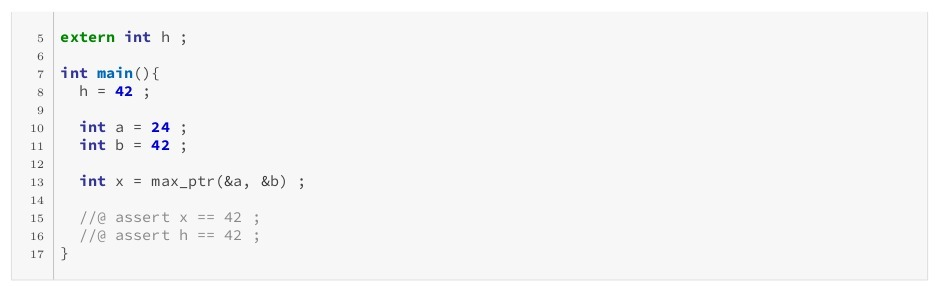 5 extern int h ;
6
7 int main(){
8 h = 42 ;
9
10 int a = 24 ;
11 int b = 42 ;
12
13 int x = max_ptr(&a, &b) ;
14
15 //@ assert x == 42 ;
16 //@ assert h == 42 ;
17 }